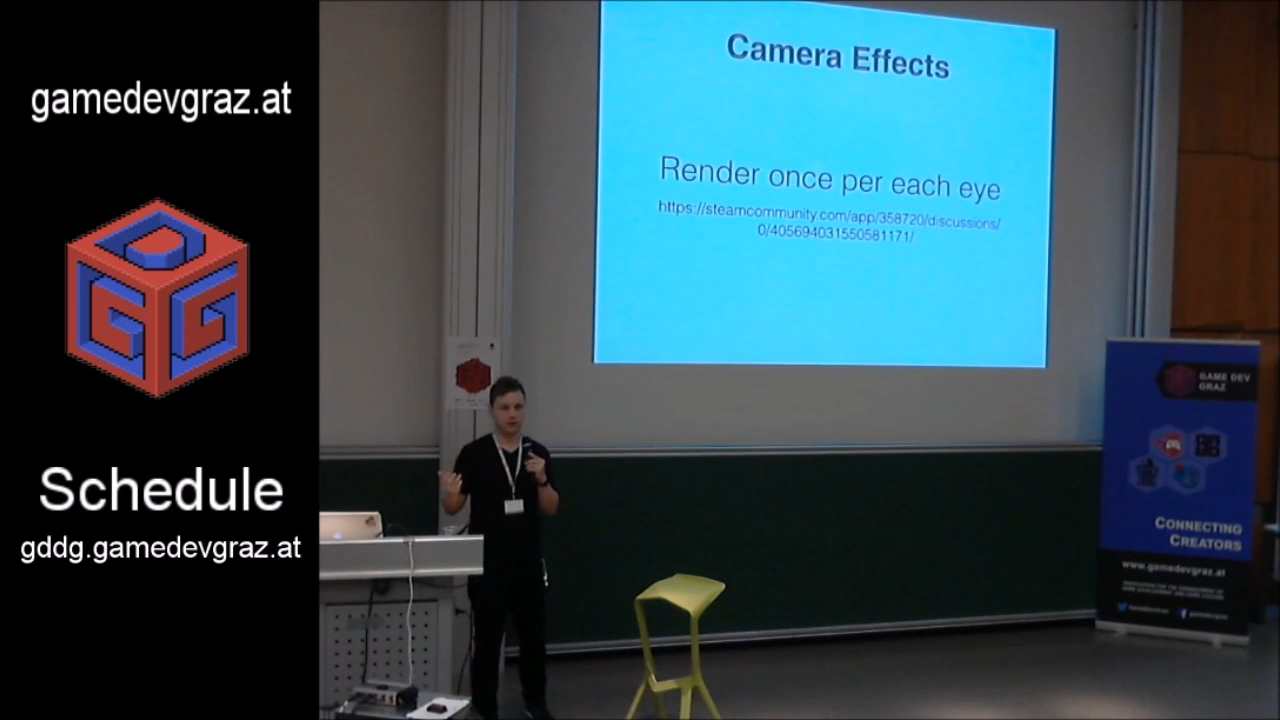 gamedevgraz.at
GDG
Schedule
gddg.gamedevgraz.at
Camera Effects
Render once per each eye
https://steamcommunity.com/app/358720/discussions/
0/405694031550581171/
GAME DEV
GRAZ
CONNECTING
CREATORS
www.gamedevgraz.at